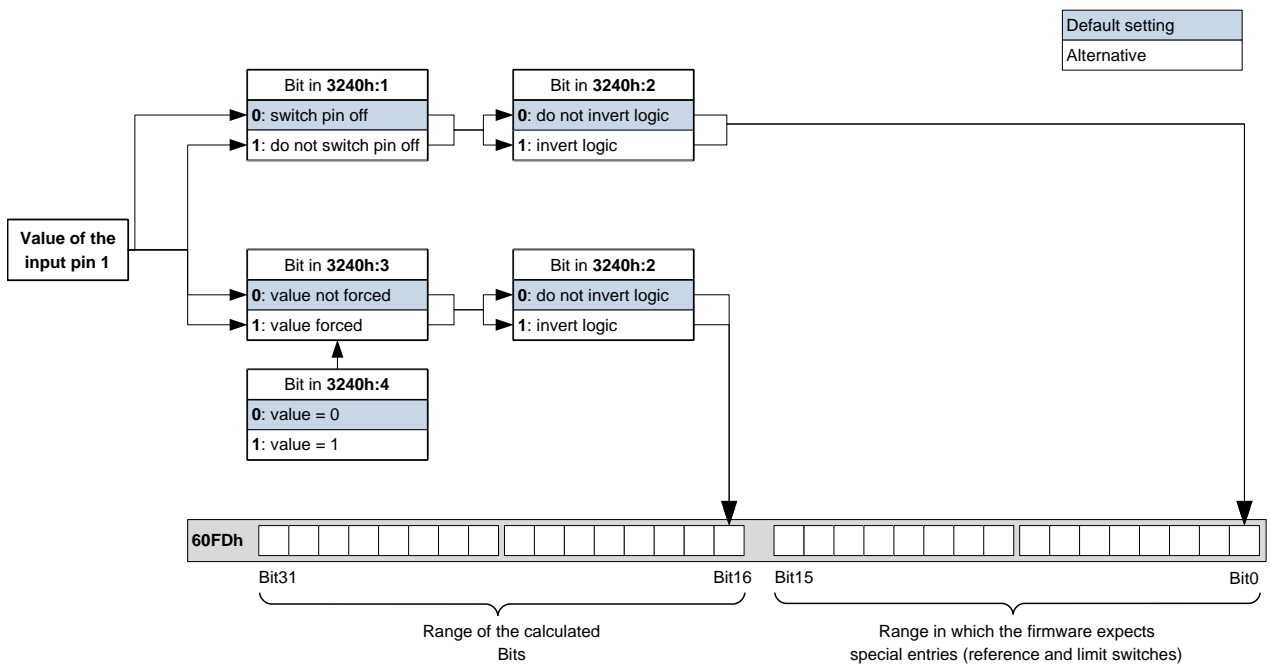 Default setting
Alternative
Bit in 3240h:1
0: switch pin off
1: do not switch pin off
Bit in 3240h:2
0: do not invert logic
1: invert logic
Value of the
input pin 1
Bit in 3240h:3
0: value not forced
1: value forced
Bit in 3240h:2
0: do not invert logic
1: invert logic
Bit in 3240h:4
0: value = 0
1: value = 1
60FDh
Bit31
Bit16
Bit15
Bit0
Range of the calculated
Bits
Range in which the firmware expects
special entries (reference and limit switches)